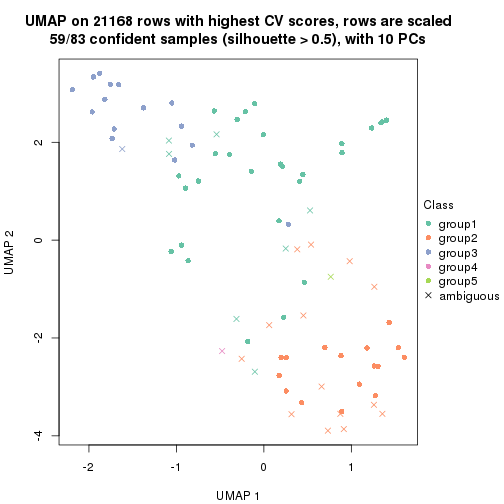 UMAP on 21168 rows with highest CV scores, rows are scaled
59/83 confident samples (silhouette > 0.5), with 10 PCs
2
0
-2
-4
UMAP 2
-2
-1
0
1
UMAP 1
Class
group1
group2
group3
group4
group5
ambiguous